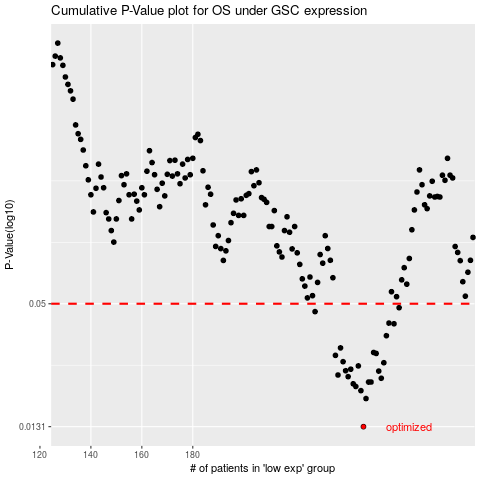 Cumulative P-Value plot for OS under GSC expression
P-Value(log10)
0.05
0.0131
optimized
120 140 160 180
# of patients in 'low exp' group